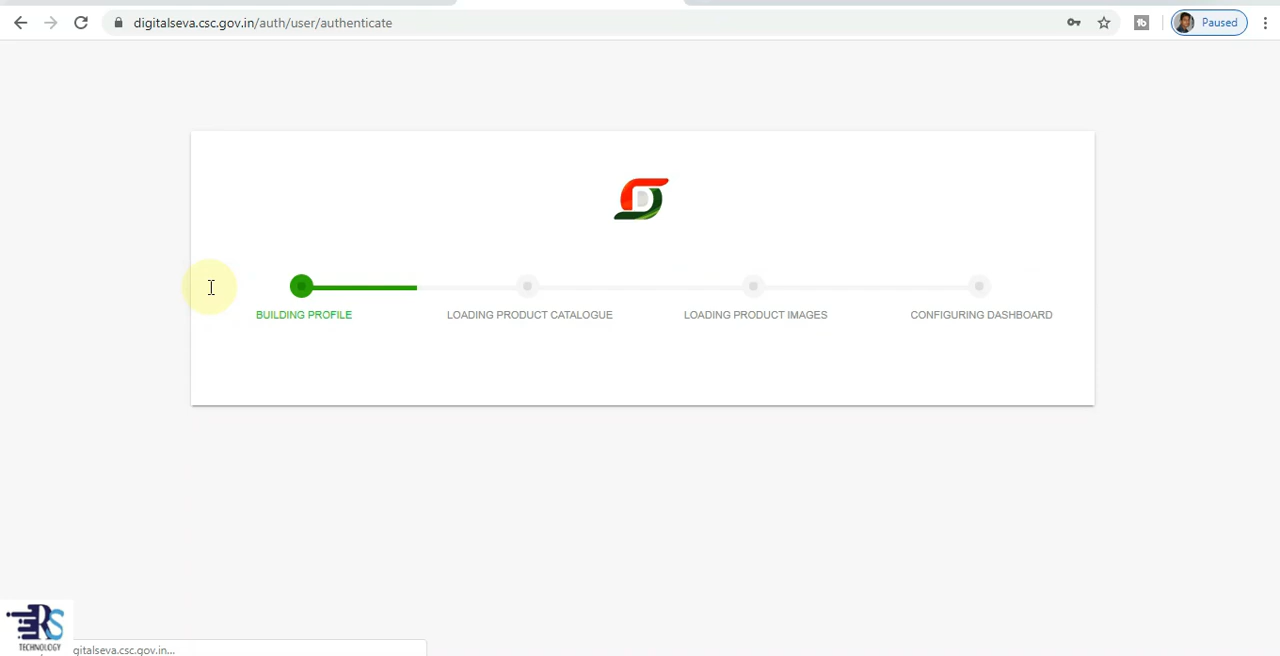 digitalseva.csc.gov.in/auth/user/authenticate
Paused
BUILDING PROFILE
LOADING PRODUCT CATALOGUE
LOADING PRODUCT IMAGES
CONFIGURING DASHBOARD
RS
TECHNOLOGY
gitalseva.csc.gov.in...